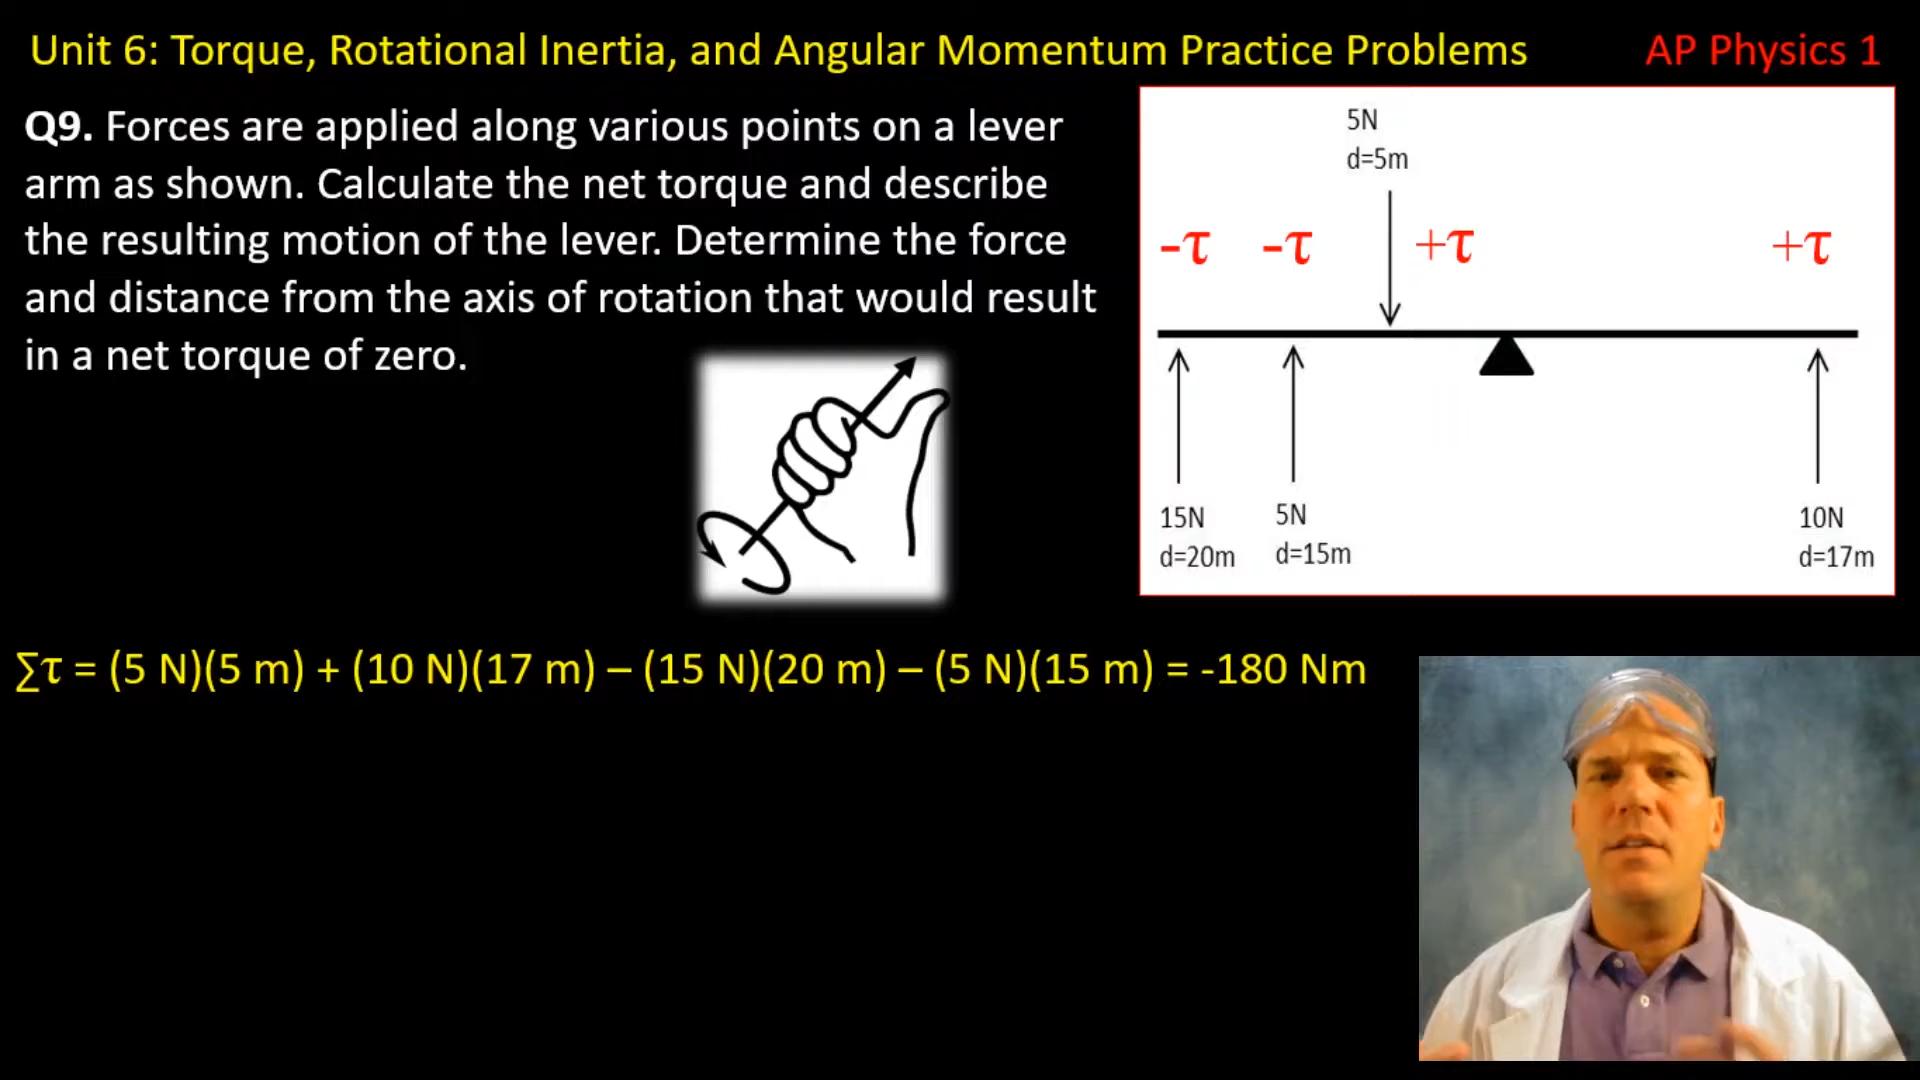 Unit 6: Torque, Rotational Inertia, and Angular Momentum Practice Problems AP Physics 1
Q9. Forces are applied along various points on a lever
arm as shown. Calculate the net torque and describe
the resulting motion of the lever. Determine the force
and distance from the axis of rotation that would result
in a net torque of zero.
5N
d=5m
-τ -τ +τ +τ
15N 5N 10N
d=20m d=15m d=17m
∑τ = (5 N)(5 m) + (10 N)(17 m) – (15 N)(20 m) – (5 N)(15 m) = -180 Nm